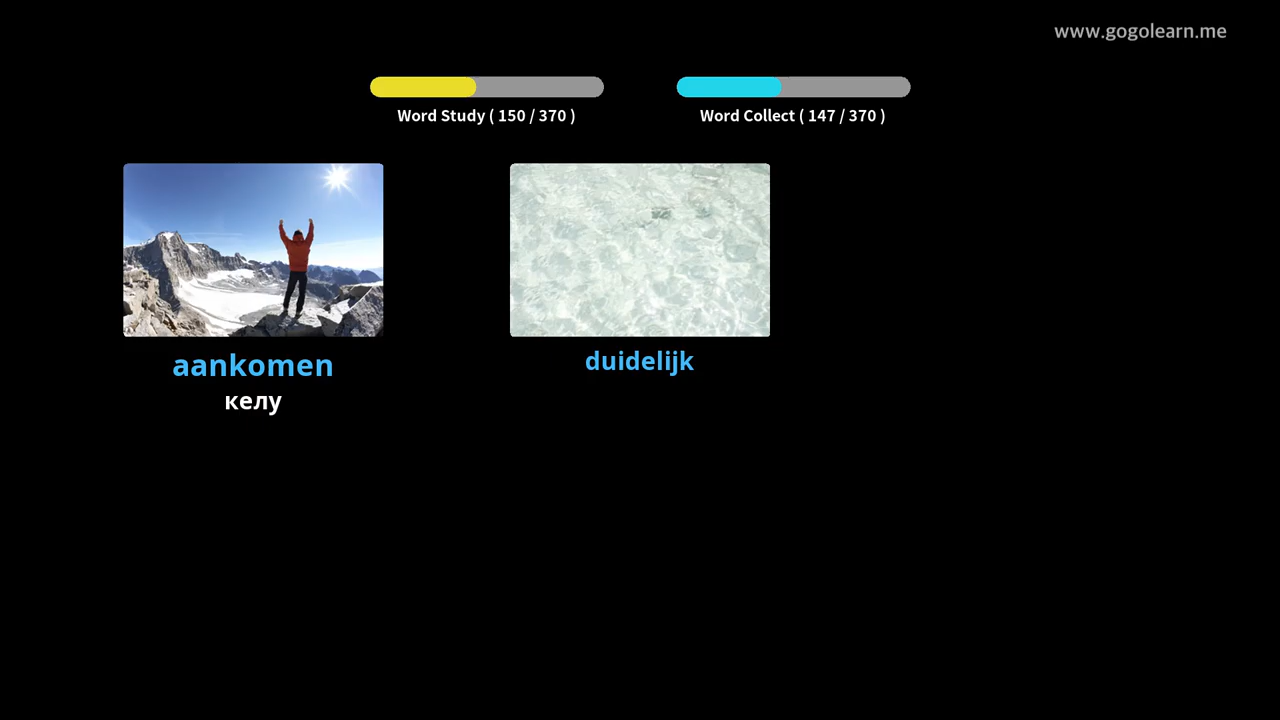 www.gogolearn.me
Word Study ( 150 / 370 )
Word Collect ( 147 / 370 )
aankomen
келу
duidelijk